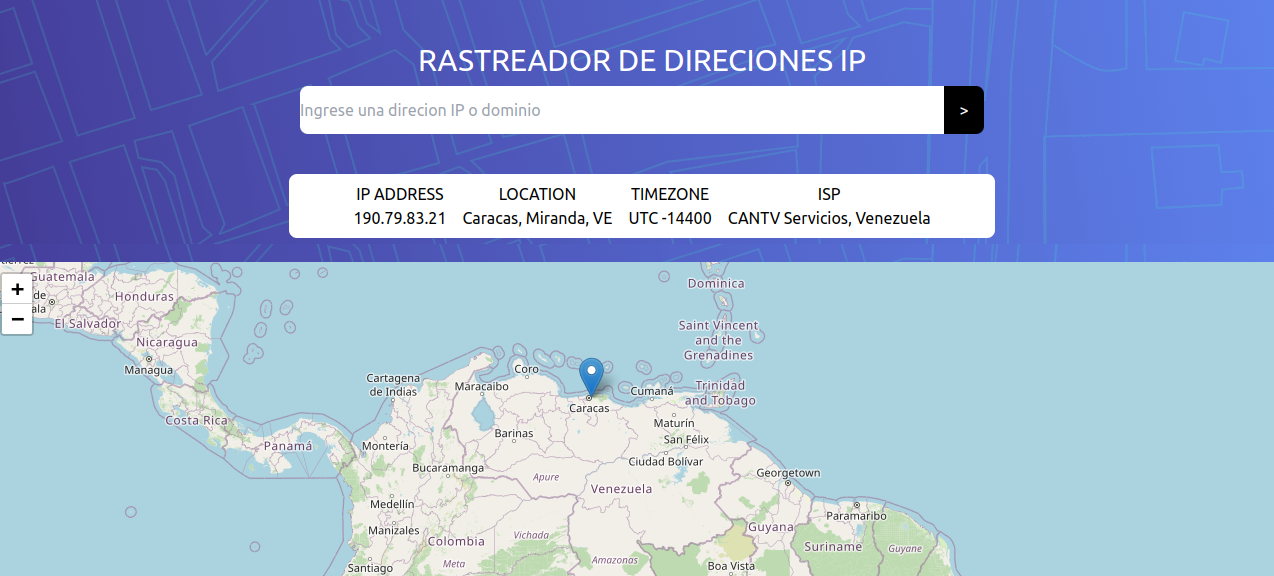 RASTREADOR DE DIRECIONES IP
Ingrese una direcion IP o dominio
>
IP ADDRESS
190.79.83.21
LOCATION
Caracas, Miranda, VE
TIMEZONE
UTC -14400
ISP
CANTV Servicios, Venezuela
+
−
Guatemala
Honduras
El Salvador
Nicaragua
Managua
Costa Rica
Panamá
Cartagena
de Indias
Maracaibo
Coro
Caracas
Cumaná
Dominica
Saint Vincent
and the
Grenadines
Trinidad
and Tobago
Barinas
Maturín
San Félix
Ciudad Bolívar
Montería
Bucaramanga
Apure
Venezuela
Georgetown
Medellín
Manizales
Colombia
Vichada
Guyana
Paramaribo
Suriname
Guyane
Santiago
Meta
Amazonas
Boa Vista